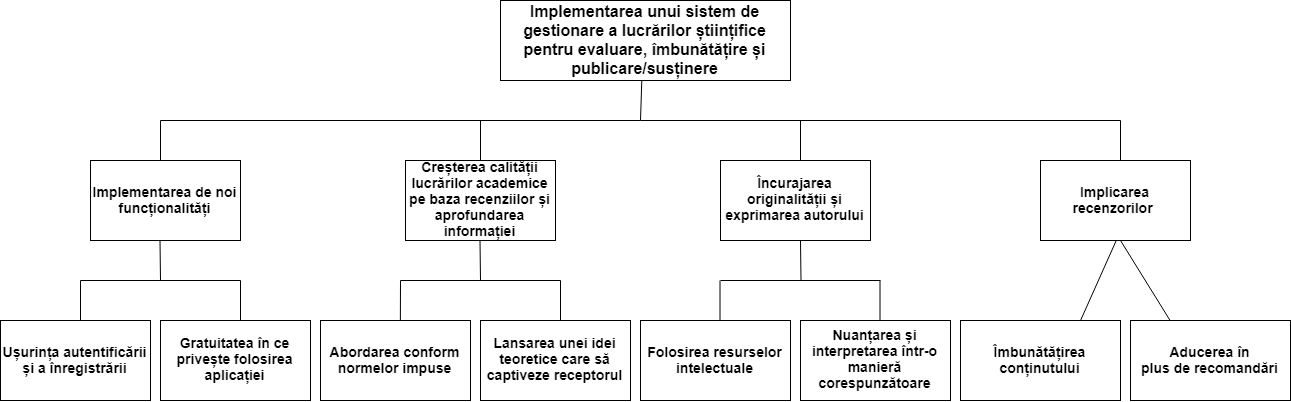 Implementarea unui sistem de
gestionare a lucrărilor științifice
pentru evaluare, îmbunătățire și
publicare/susținere
Implementarea de noi
funcționalități
Creșterea calității
lucrărilor academice
pe baza recenziilor și
aprofundarea
informației
Încurajarea
originalității și
exprimarea autorului
Implicarea
recenzorilor
Ușurința autentificării
și a înregistrării
Gratuitatea în ce
privește folosirea
aplicației
Abordarea conform
normelor impuse
Lansarea unei idei
teoretice care să
captiveze receptorul
Folosirea resurselor
intelectuale
Nuanțarea și
interpretarea într-o
manieră
corespunzătoare
Îmbunătățirea
conținutului
Aducerea în
plus de recomandări